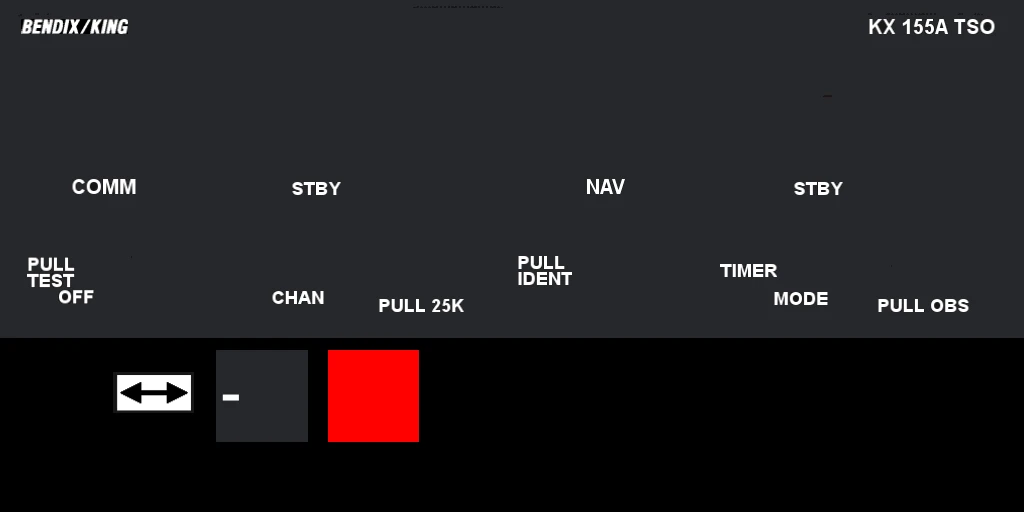 BENDIX/KING
KX 155A TSO
COMM
STBY
NAV
STBY
PULL
TEST
OFF
CHAN
PULL 25K
PULL
IDENT
TIMER
MODE
PULL OBS